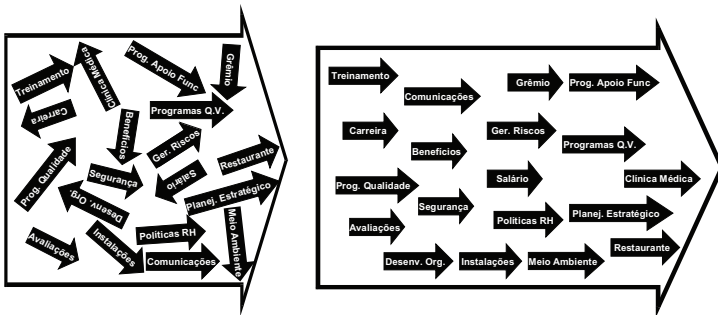 Treinamento
Clínica Médica
Prog. Apoio Func
Grêmio
Carreira
Benefícios
Programas Q.V.
Ger. Riscos
Prog. Qualidade
Segurança
Salário
Restaurante
Desenv. Org.
Planej. Estratégico
Avaliações
Instalações
Políticas RH
Comunicações
Meio Ambiente
Treinamento
Comunicações
Grêmio
Prog. Apoio Func
Carreira
Benefícios
Ger. Riscos
Programas Q.V.
Prog. Qualidade
Segurança
Salário
Clínica Médica
Avaliações
Políticas RH
Planej. Estratégico
Desenv. Org.
Instalações
Meio Ambiente
Restaurante